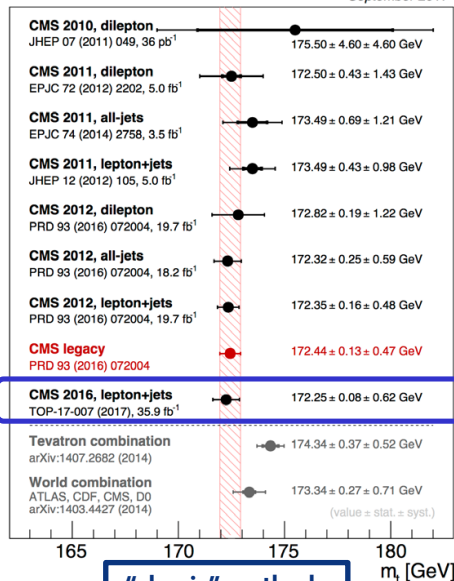 CMS 2010, dilepton
JHEP 07 (2011) 049, 36 pb⁻¹
175.50 ± 4.60 ± 4.60 GeV
CMS 2011, dilepton
EPJC 72 (2012) 2202, 5.0 fb⁻¹
172.50 ± 0.43 ± 1.43 GeV
CMS 2011, all-jets
EPJC 74 (2014) 2758, 3.5 fb⁻¹
173.49 ± 0.69 ± 1.21 GeV
CMS 2011, lepton+jets
JHEP 12 (2012) 105, 5.0 fb⁻¹
173.49 ± 0.43 ± 0.98 GeV
CMS 2012, dilepton
PRD 93 (2016) 072004, 19.7 fb⁻¹
172.82 ± 0.19 ± 1.22 GeV
CMS 2012, all-jets
PRD 93 (2016) 072004, 18.2 fb⁻¹
172.32 ± 0.25 ± 0.59 GeV
CMS 2012, lepton+jets
PRD 93 (2016) 072004, 19.7 fb⁻¹
172.35 ± 0.16 ± 0.48 GeV
CMS legacy
PRD 93 (2016) 072004
172.44 ± 0.13 ± 0.47 GeV
CMS 2016, lepton+jets
TOP-17-007 (2017), 35.9 fb⁻¹
172.25 ± 0.08 ± 0.62 GeV
Tevatron combination
arXiv:1407.2682 (2014)
174.34 ± 0.37 ± 0.52 GeV
World combination
ATLAS, CDF, CMS, D0
arXiv:1403.4427 (2014)
173.34 ± 0.27 ± 0.71 GeV
(value ± stat. ± syst.)
165 170 175 180
mₜ [GeV]